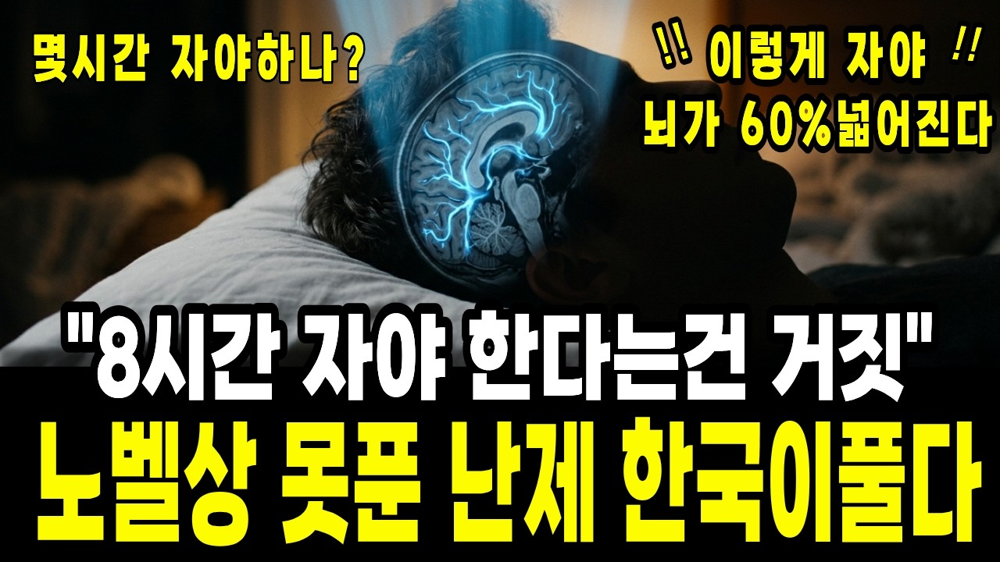 몇시간 자야하나?
!! 이렇게 자야 !!
뇌가 60%넓어진다
"8시간 자야 한다는건 거짓"
노벨상 못푼 난제 한국이풀다